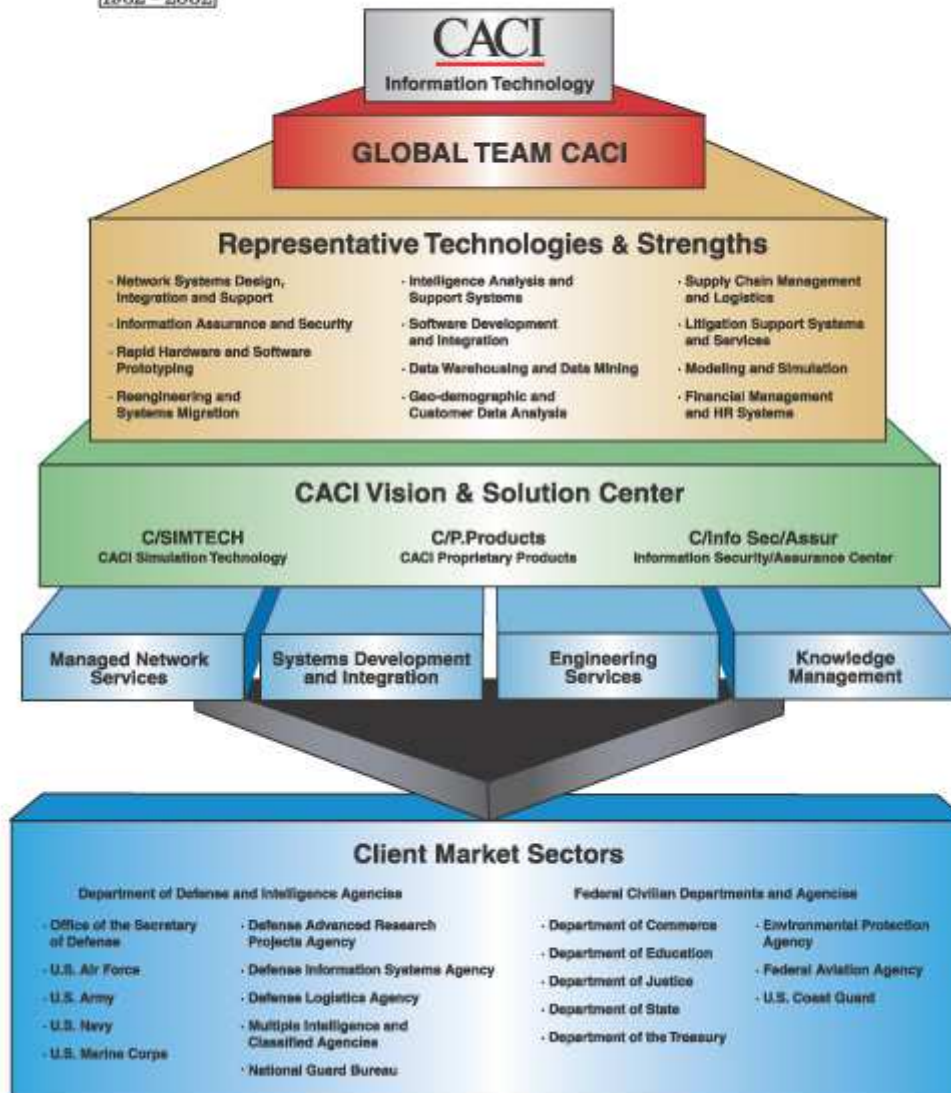 CACI
Information Technology
GLOBAL TEAM CACI
Representative Technologies & Strengths
· Network Systems Design,
Integration and Support
· Information Assurance and Security
· Rapid Hardware and Software
Prototyping
· Reengineering and
Systems Migration
· Intelligence Analysis and
Support Systems
· Software Development
and Integration
· Data Warehousing and Data Mining
· Geo-demographic and
Customer Data Analysis
· Supply Chain Management
and Logistics
· Litigation Support Systems
and Services
· Modeling and Simulation
· Financial Management
and HR Systems
CACI Vision & Solution Center
C/SIMTECH
CACI Simulation Technology
C/P.Products
CACI Proprietary Products
C/Info Sec/Assur
Information Security/Assurance Center
Managed Network
Services
Systems Development
and Integration
Engineering
Services
Knowledge
Management
Client Market Sectors
Department of Defense and Intelligence Agencies
· Office of the Secretary
of Defense
· U.S. Air Force
· U.S. Army
· U.S. Navy
· U.S. Marine Corps
· Defense Advanced Research
Projects Agency
· Defense Information Systems Agency
· Defense Logistics Agency
· Multiple Intelligence and
Classified Agencies
· National Guard Bureau
Federal Civilian Departments and Agencies
· Department of Commerce
· Department of Education
· Department of Justice
· Department of State
· Department of the Treasury
· Environmental Protection
Agency
· Federal Aviation Agency
· U.S. Coast Guard